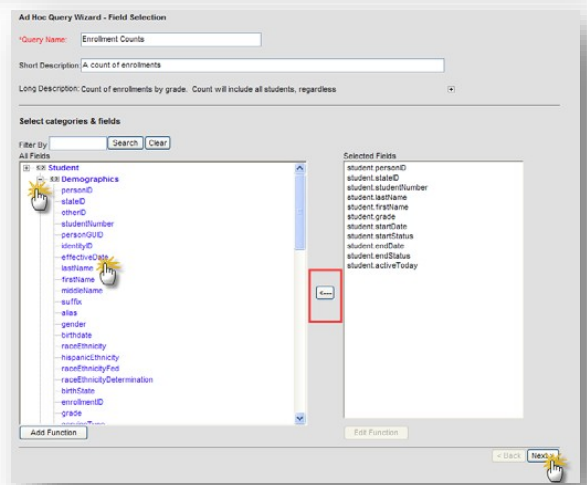 Ad Hoc Query Wizard - Field Selection
*Query Name: Enrollment Counts
Short Description A count of enrollments
Long Description: Count of enrollments by grade. Count will include all students, regardless
Select categories & fields
Filter By Search Clear
All Fields
Student
Demographics
personID
stateID
otherID
studentNumber
personGUID
identityID
effectiveDate
lastName
firstName
middleName
suffix
alias
gender
birthdate
raceEthnicity
hispanicEthnicity
raceEthnicityFed
raceEthnicityDetermination
birthState
enrollmentID
grade
serviceType
Add Function
<---
Selected Fields
student.personID
student.stateID
student.studentNumber
student.lastName
student.firstName
student.grade
student.startDate
student.startStatus
student.endDate
student.endStatus
student.activeToday
Edit Function
< Back Next >